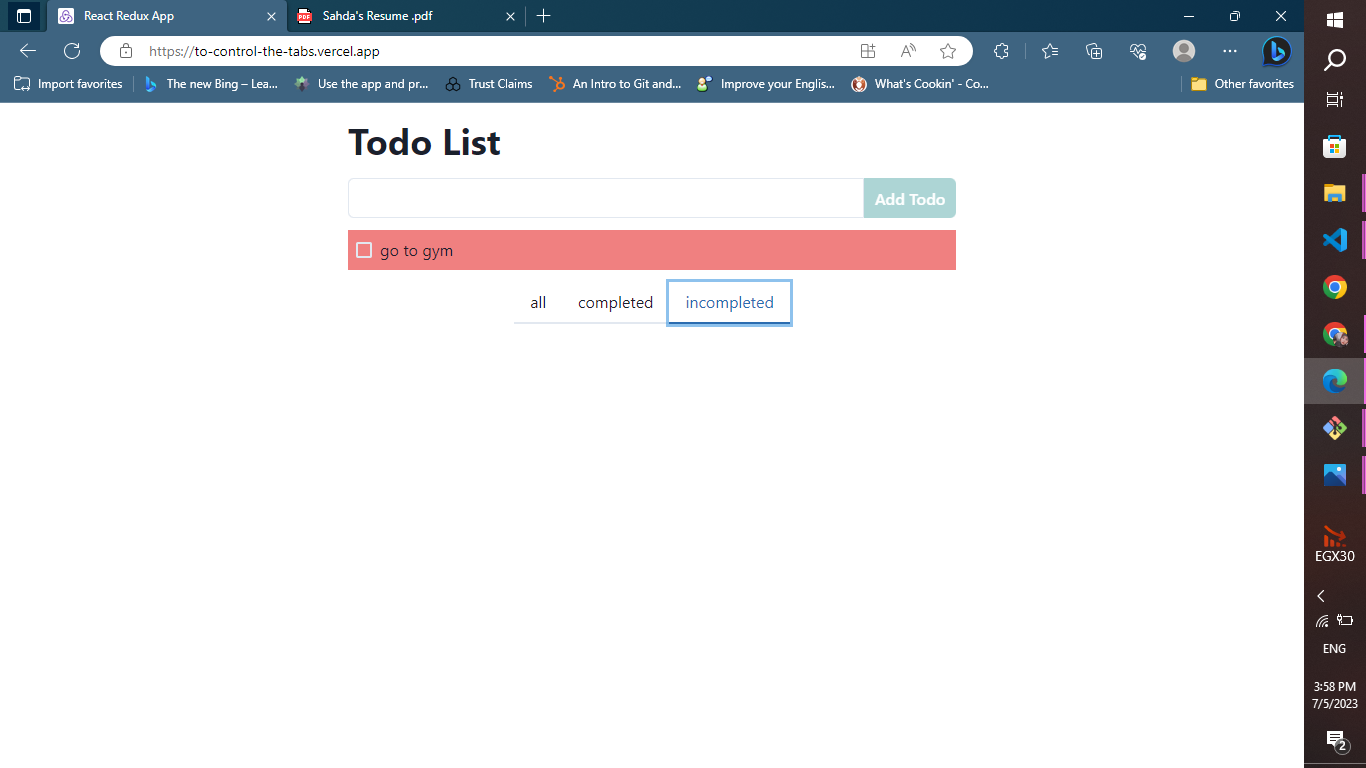 React Redux App
Sahda's Resume .pdf
https://to-control-the-tabs.vercel.app
Import favorites
The new Bing – Lea...
Use the app and pr...
Trust Claims
An Intro to Git and...
Improve your Englis...
What's Cookin' - Co...
Other favorites
Todo List
Add Todo
go to gym
all
completed
incompleted
EGX30
ENG
3:58 PM
7/5/2023
2